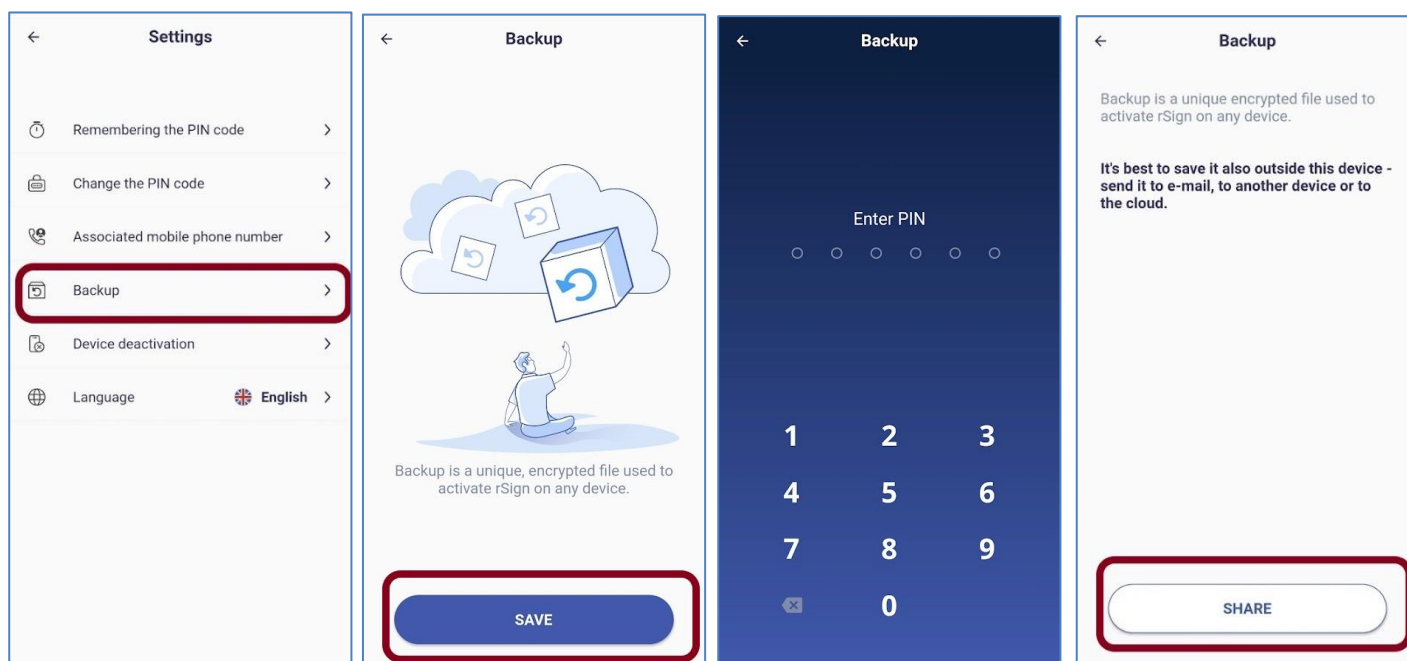 Settings
Remembering the PIN code
Change the PIN code
Associated mobile phone number
Backup
Device deactivation
Language English
Backup
Backup is a unique, encrypted file used to
activate rSign on any device.
SAVE
Backup
Enter PIN
1 2 3
4 5 6
7 8 9
0
Backup
Backup is a unique encrypted file used to
activate rSign on any device.
It's best to save it also outside this device -
send it to e-mail, to another device or to
the cloud.
SHARE